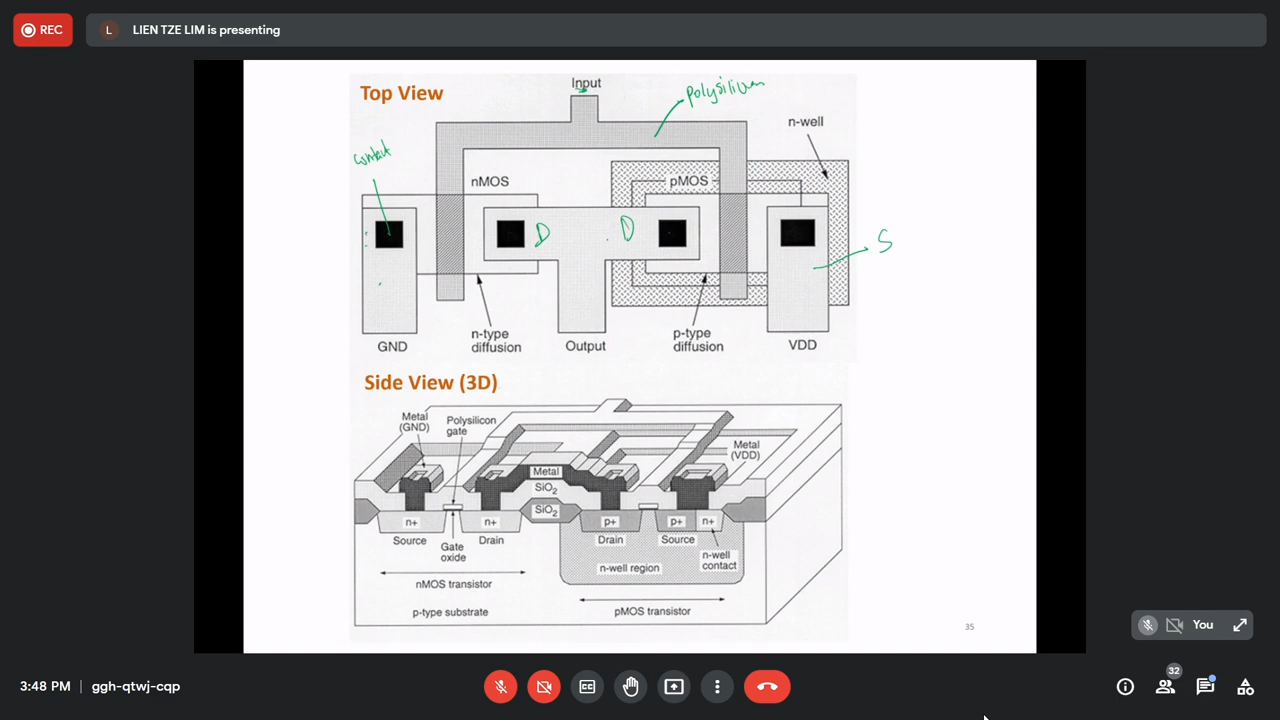 REC
L
LIEN TZE LIM is presenting
Top View
Input
polysilicon
n-well
contact
nMOS
pMOS
D
D
S
n-type
diffusion
p-type
diffusion
GND
Output
VDD
Side View (3D)
Metal
(GND)
Polysilicon
gate
Metal
(VDD)
Metal
SiO2
SiO2
n+
n+
p+
p+
n+
Source
Gate
oxide
Drain
Drain
Source
n-well
contact
n-well region
nMOS transistor
p-type substrate
pMOS transistor
35
You
32
3:48 PM | ggh-qtwj-cqp